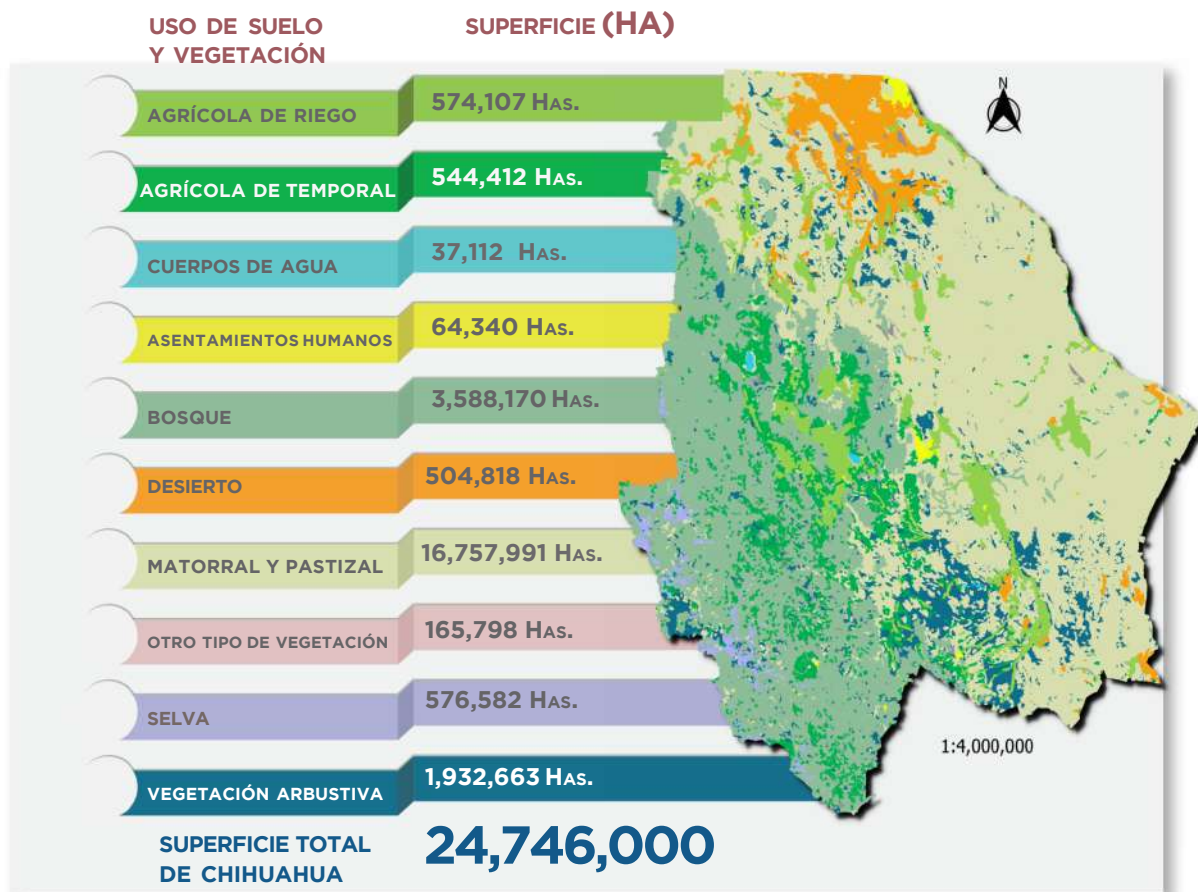 USO DE SUELO
Y VEGETACIÓN
SUPERFICIE (HA)
AGRÍCOLA DE RIEGO 574,107 HAS.
AGRÍCOLA DE TEMPORAL 544,412 HAS.
CUERPOS DE AGUA 37,112 HAS.
ASENTAMIENTOS HUMANOS 64,340 HAS.
BOSQUE 3,588,170 HAS.
DESIERTO 504,818 HAS.
MATORRAL Y PASTIZAL 16,757,991 HAS.
OTRO TIPO DE VEGETACIÓN 165,798 HAS.
SELVA 576,582 HAS.
VEGETACIÓN ARBUSTIVA 1,932,663 HAS.
SUPERFICIE TOTAL
DE CHIHUAHUA
24,746,000
N
1:4,000,000